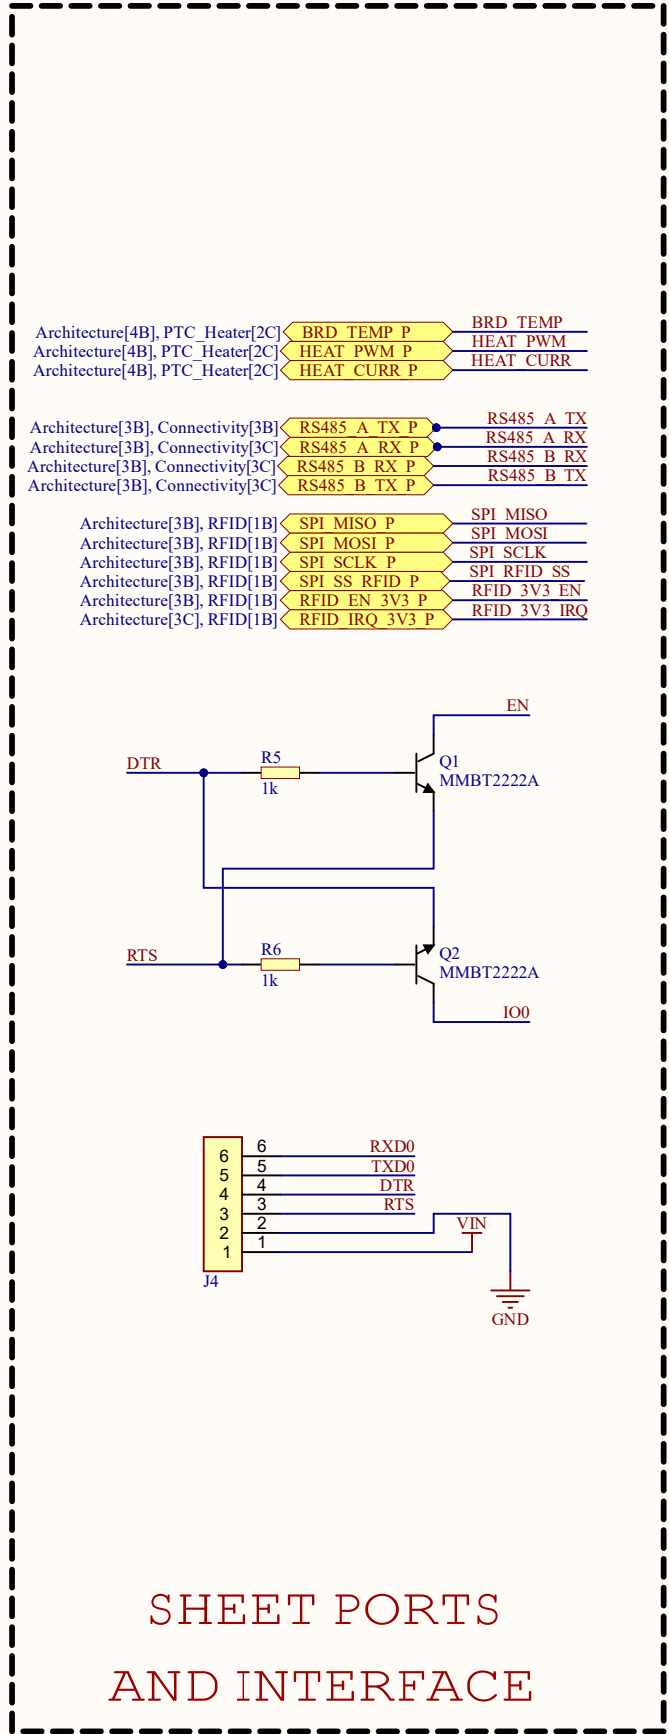 Architecture[4B], PTC_Heater[2C] BRD_TEMP_P BRD_TEMP
Architecture[4B], PTC_Heater[2C] HEAT_PWM_P HEAT_PWM
Architecture[4B], PTC_Heater[2C] HEAT_CURR_P HEAT_CURR
Architecture[3B], Connectivity[3B] RS485_A_TX_P RS485_A_TX
Architecture[3B], Connectivity[3C] RS485_A_RX_P RS485_A_RX
Architecture[3B], Connectivity[3C] RS485_B_RX_P RS485_B_RX
Architecture[3B], Connectivity[3C] RS485_B_TX_P RS485_B_TX
Architecture[3B], RFID[1B] SPI_MISO_P SPI_MISO
Architecture[3B], RFID[1B] SPI_MOSI_P SPI_MOSI
Architecture[3B], RFID[1B] SPI_SCLK_P SPI_SCLK
Architecture[3B], RFID[1B] SPI_SS_RFID_P SPI_RFID_SS
Architecture[3B], RFID[1B] RFID_EN_3V3_P RFID_3V3_EN
Architecture[3C], RFID[1B] RFID_IRQ_3V3_P RFID_3V3_IRQ
EN
DTR R5 Q1
1k MMBT2222A
RTS R6 Q2
1k MMBT2222A
IO0
6 6 RXD0
5 5 TXD0
4 4 DTR
3 3 RTS
2 2 VIN
1 1
J4
GND
SHEET PORTS
AND INTERFACE